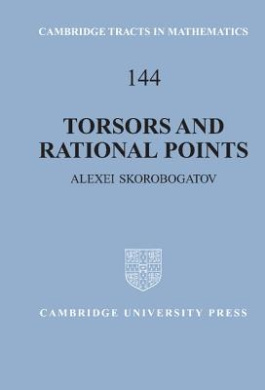 CAMBRIDGE TRACTS IN MATHEMATICS
144
TORSORS AND
RATIONAL POINTS
ALEXEI SKOROBOGATOV
CAMBRIDGE UNIVERSITY PRESS